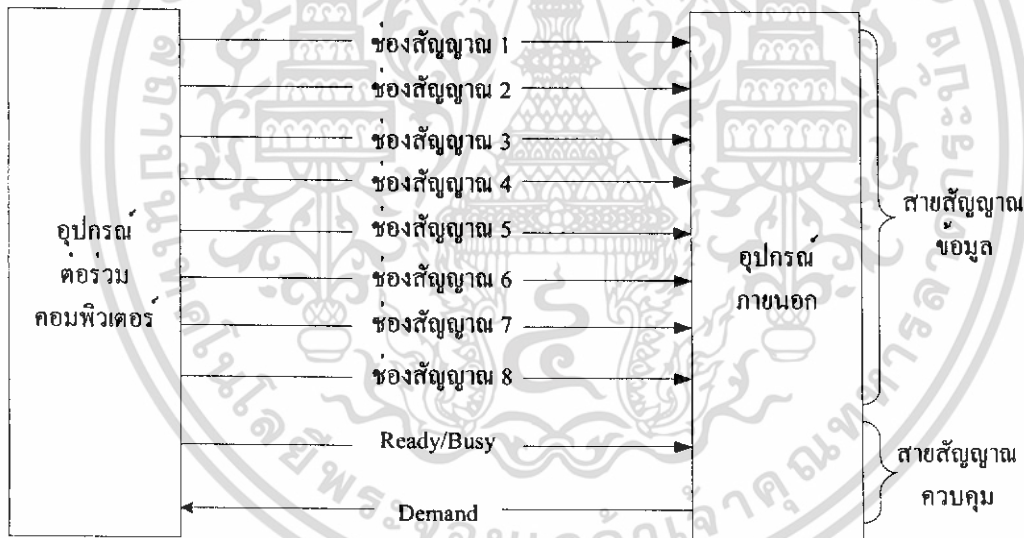 ช่องสัญญาณ 1
ช่องสัญญาณ 2
ช่องสัญญาณ 3
ช่องสัญญาณ 4
ช่องสัญญาณ 5
ช่องสัญญาณ 6
ช่องสัญญาณ 7
ช่องสัญญาณ 8
Ready/Busy
Demand
อุปกรณ์
ต่อร่วม
คอมพิวเตอร์
อุปกรณ์
ภายนอก
สายสัญญาณ
ข้อมูล
สายสัญญาณ
ควบคุม